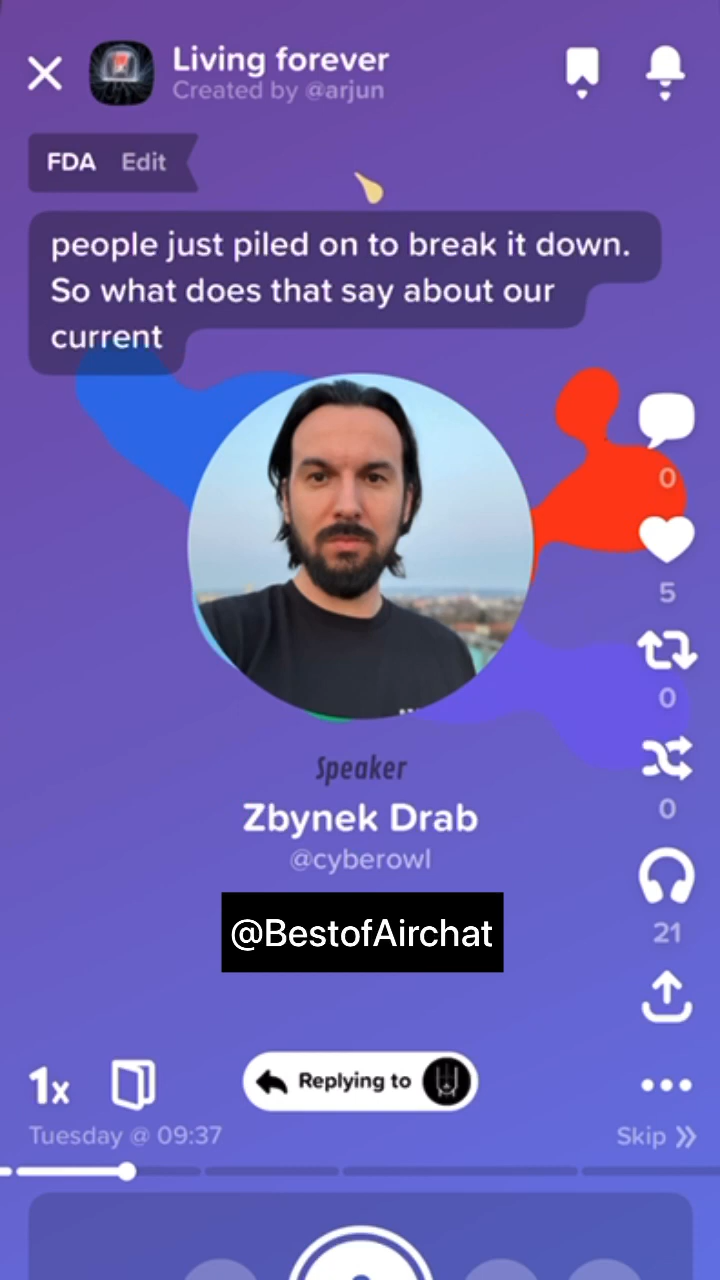 Living forever
Created by @arjun
FDA Edit
people just piled on to break it down.
So what does that say about our
current
0
5
0
0
21
Speaker
Zbynek Drab
@cyberowl
@BestofAirchat
1x
Replying to
Tuesday @ 09:37
Skip